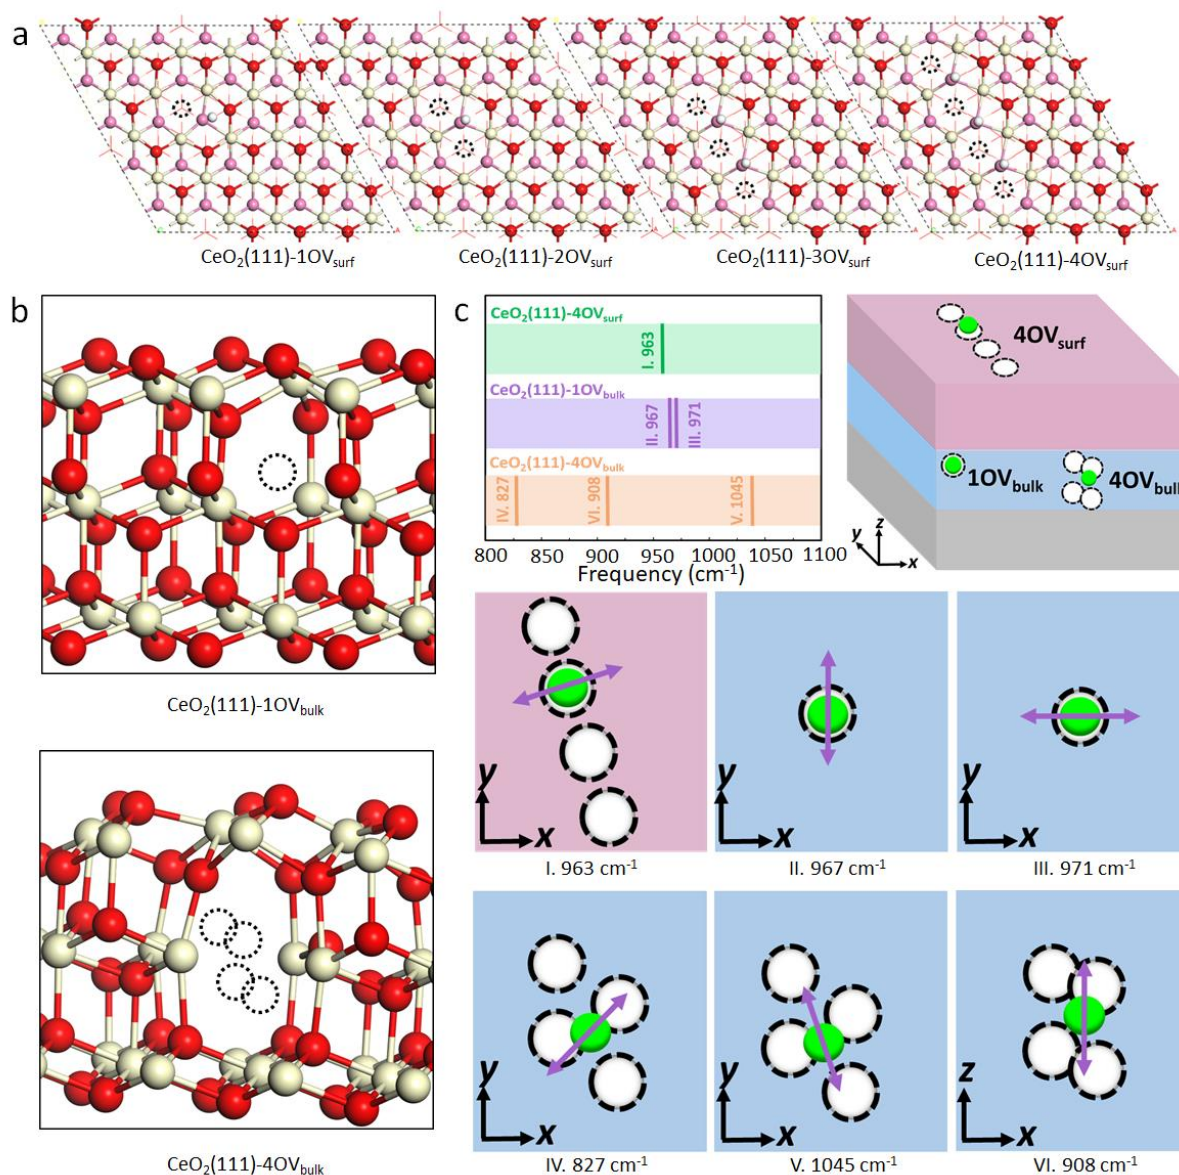 a
CeO₂(111)-1OVsurf
CeO₂(111)-2OVsurf
CeO₂(111)-3OVsurf
CeO₂(111)-4OVsurf
b
CeO₂(111)-1OVbulk
CeO₂(111)-4OVbulk
c
CeO₂(111)-4OVsurf
I. 963
CeO₂(111)-1OVbulk
II. 967
III. 971
CeO₂(111)-4OVbulk
IV. 827
VI. 908
V. 1045
800 850 900 950 1000 1050 1100
Frequency (cm⁻¹)
4OVsurf
1OVbulk
4OVbulk
z
y
x
y
x
I. 963 cm⁻¹
y
x
II. 967 cm⁻¹
y
x
III. 971 cm⁻¹
y
x
IV. 827 cm⁻¹
y
x
V. 1045 cm⁻¹
z
x
VI. 908 cm⁻¹